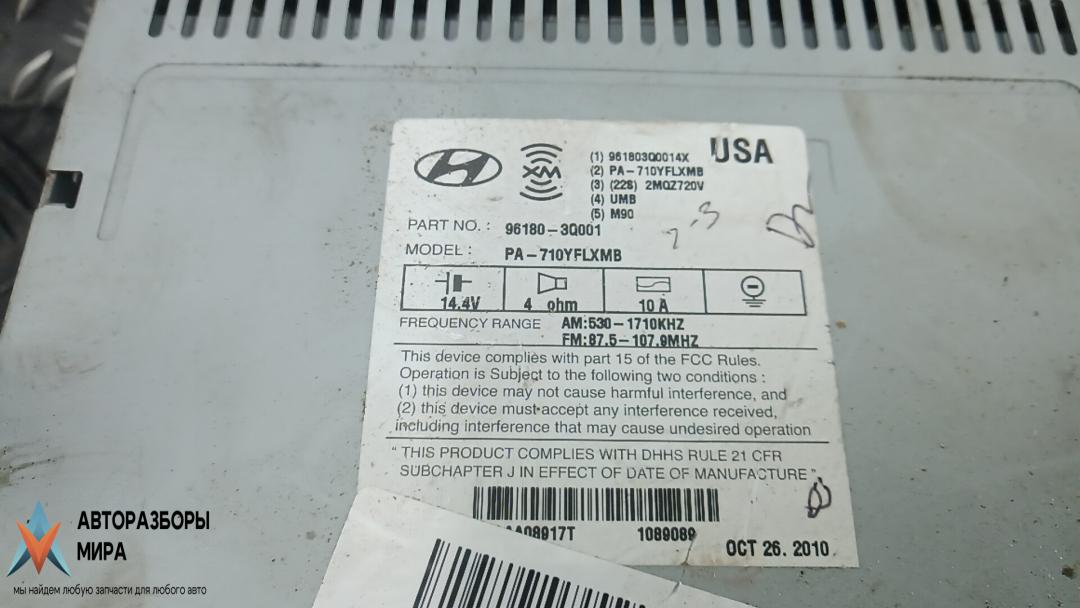 XM
USA
(1) 961803Q0014X
(2) PA-710YFLXMB
(3) (22S) 2MQZ720V
(4) UMB
(5) M90
PART NO. : 96180-3Q001
MODEL : PA-710YFLXMB
14.4V 4 ohm 10 A
FREQUENCY RANGE AM:530-1710KHZ
FM:87.5-107.9MHZ
This device complies with part 15 of the FCC Rules.
Operation is Subject to the following two conditions :
(1) this device may not cause harmful interference, and
(2) this device must accept any interference received,
including interference that may cause undesired operation
" THIS PRODUCT COMPLIES WITH DHHS RULE 21 CFR
SUBCHAPTER J IN EFFECT OF DATE OF MANUFACTURE "
A08917T 1089089
OCT 26. 2010
АВТОРАЗБОРЫ
МИРА
мы найдем любую запчасти для любого авто